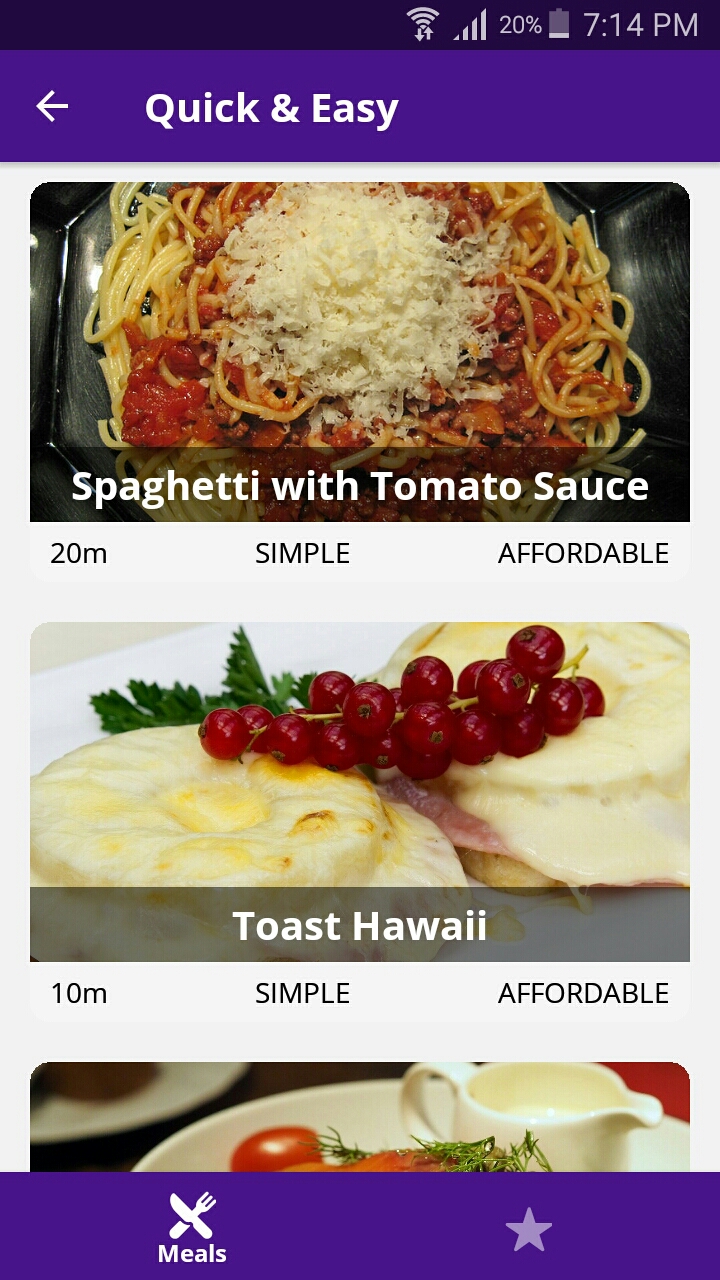 20% 7:14 PM
Quick & Easy
Spaghetti with Tomato Sauce
20m SIMPLE AFFORDABLE
Toast Hawaii
10m SIMPLE AFFORDABLE
Meals